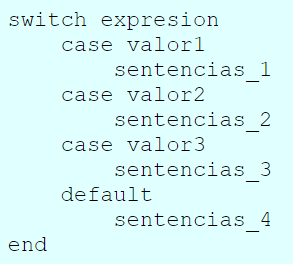 switch expresion
    case valor1
        sentencias_1
    case valor2
        sentencias_2
    case valor3
        sentencias_3
    default
        sentencias_4
end